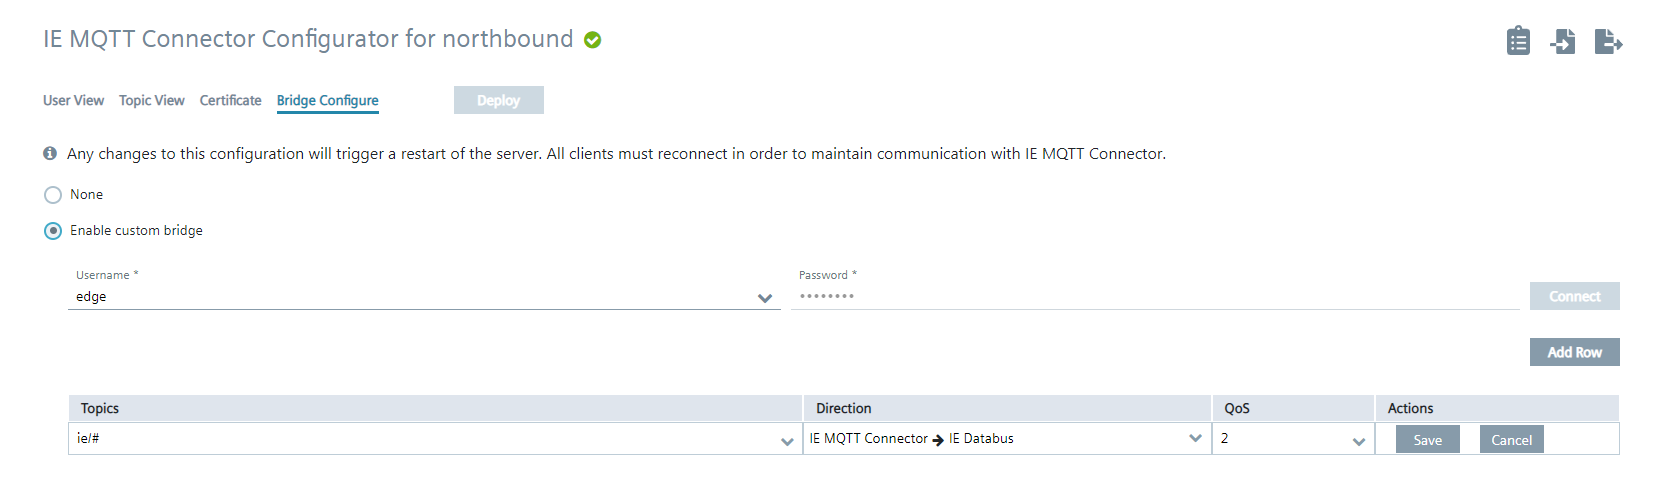 IE MQTT Connector Configurator for northbound
User View Topic View Certificate Bridge Configure Deploy
Any changes to this configuration will trigger a restart of the server. All clients must reconnect in order to maintain communication with IE MQTT Connector.
None
Enable custom bridge
Username * Password *
edge •••••••• Connect
Add Row
Topics Direction QoS Actions
ie/# IE MQTT Connector ➔ IE Databus 2 Save Cancel